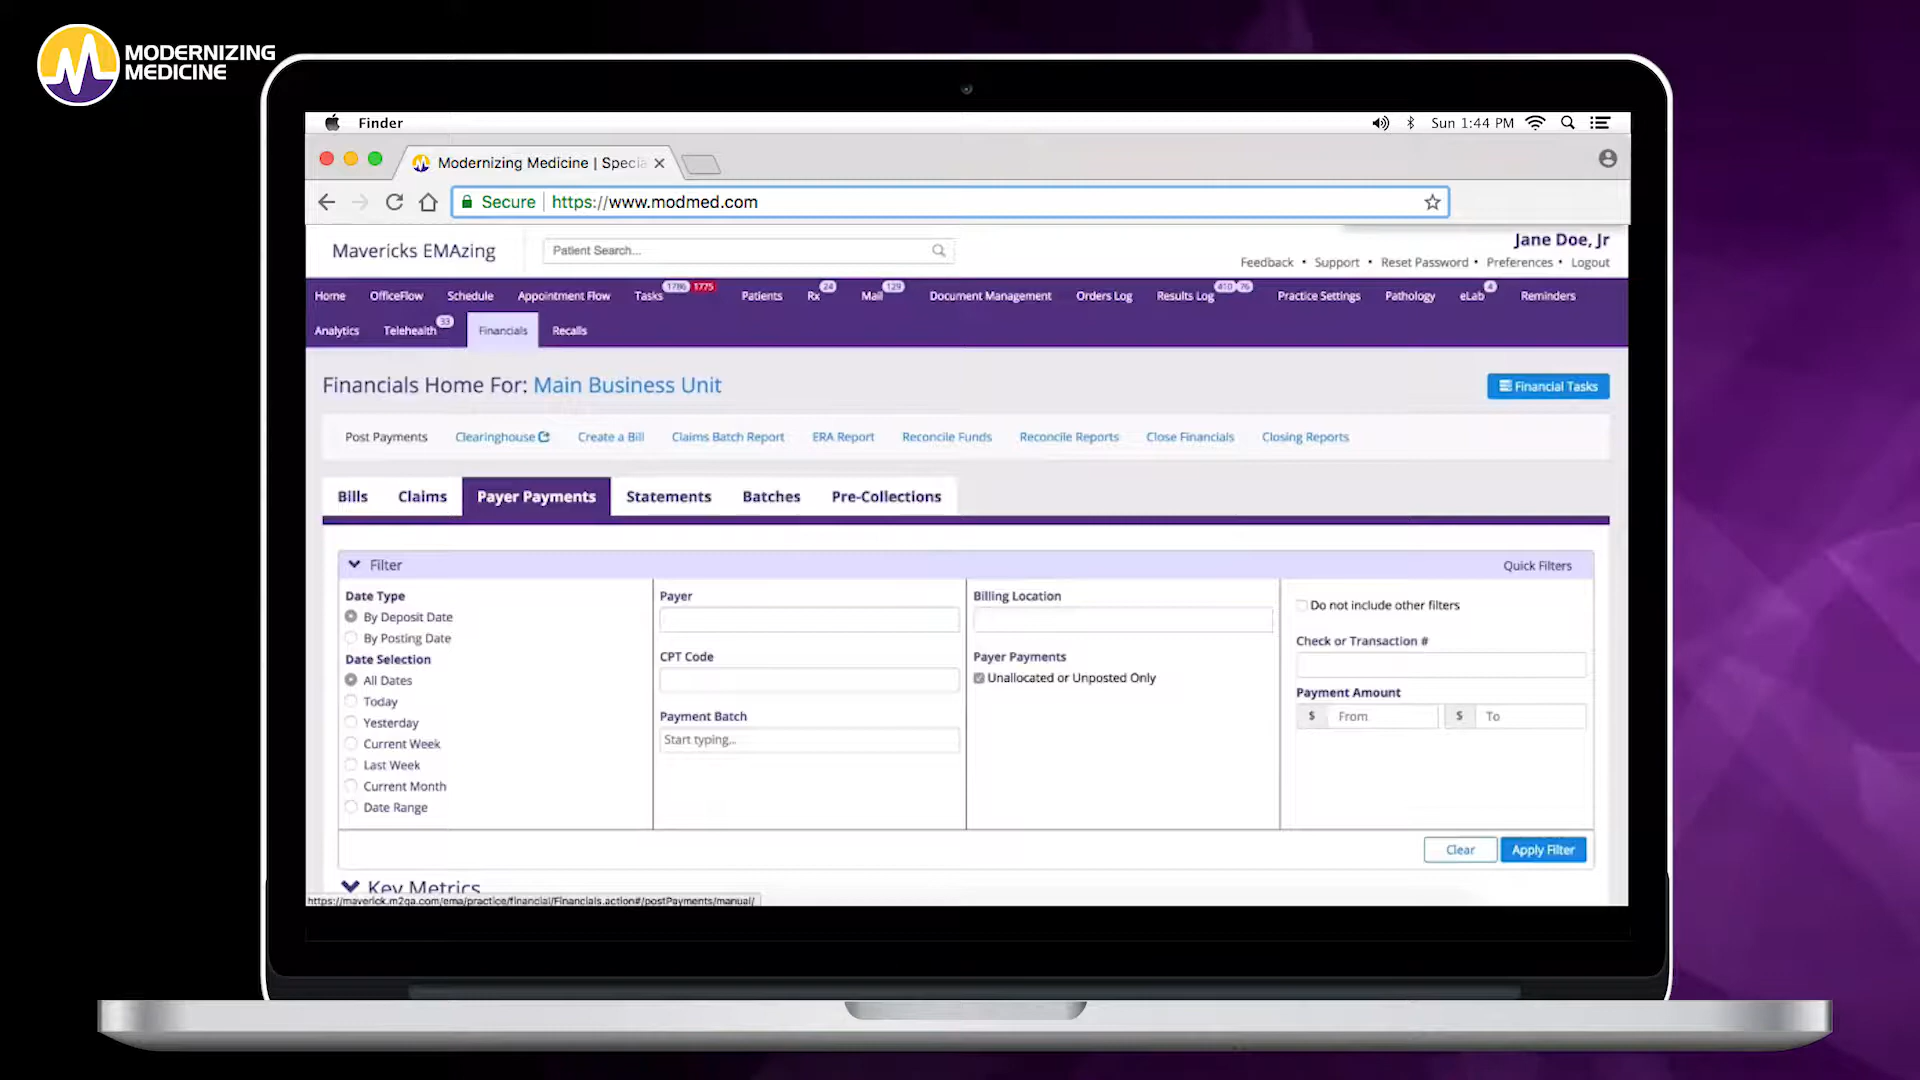 MODERNIZING
MEDICINE
Finder
Sun 1:44 PM
Modernizing Medicine | Specia
Secure https://www.modmed.com
Mavericks EMAzing
Patient Search...
Jane Doe, Jr
Feedback • Support • Reset Password • Preferences • Logout
Home OfficeFlow Schedule Appointment Flow Tasks 1786 1775 Patients Rx 24 Mail 129 Document Management Orders Log Results Log 410 76 Practice Settings Pathology eLab 4 Reminders
Analytics Telehealth 33 Financials Recalls
Financials Home For: Main Business Unit
Financial Tasks
Post Payments Clearinghouse Create a Bill Claims Batch Report ERA Report Reconcile Funds Reconcile Reports Close Financials Closing Reports
Bills Claims Payer Payments Statements Batches Pre-Collections
Filter
Quick Filters
Date Type
By Deposit Date
By Posting Date
Date Selection
All Dates
Today
Yesterday
Current Week
Last Week
Current Month
Date Range
Payer
CPT Code
Payment Batch
Start typing...
Billing Location
Payer Payments
Unallocated or Unposted Only
Do not include other filters
Check or Transaction #
Payment Amount
$ From $ To
Clear Apply Filter
Key Metrics
https://maverick.m2qa.com/ema/practice/financial/Financials.action#/postPayments/manual/